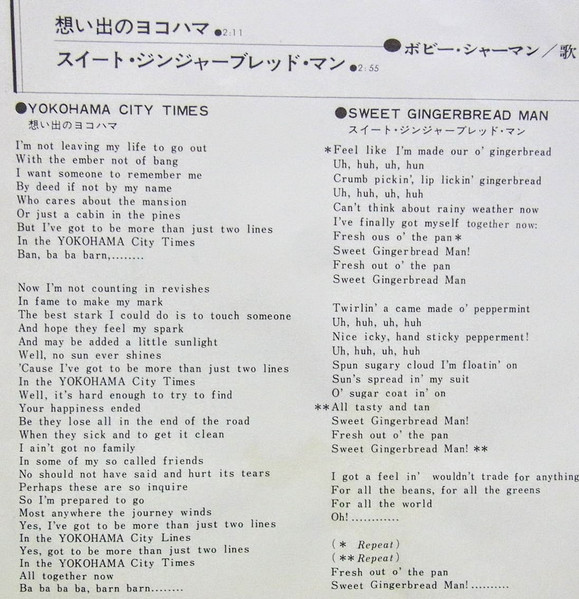 想い出のヨコハマ ●2:11
スイート・ジンジャーブレッド・マン ●2:55
●ボビー・シャーマン／歌
●YOKOHAMA CITY TIMES
想い出のヨコハマ
I'm not leaving my life to go out
With the ember not of bang
I want someone to remember me
By deed if not by my name
Who cares about the mansion
Or just a cabin in the pines
But I've got to be more than just two lines
In the YOKOHAMA City Times
Ban, ba ba barn,........
Now I'm not counting in revishes
In fame to make my mark
The best stark I could do is to touch someone
And hope they feel my spark
And may be added a little sunlight
Well, no sun ever shines
'Cause I've got to be more than just two lines
In the YOKOHAMA City Times
Well, it's hard enough to try to find
Your happiness ended
Be they lose all in the end of the road
When they sick and to get it clean
I ain't got no family
In some of my so called friends
No should not have said and hurt its tears
Perhaps these are so inquire
So I'm prepared to go
Most anywhere the journey winds
Yes, I've got to be more than just two lines
In the YOKOHAMA City Lines
Yes, got to be more than just two lines
In the YOKOHAMA City Times
All together now
Ba ba ba ba, barn barn........
●SWEET GINGERBREAD MAN
スイート・ジンジャーブレッド・マン
*Feel like I'm made our o' gingerbread
Uh, huh, uh, hun
Crumb pickin', lip lickin' gingerbread
Uh, huh, uh, huh
Can't think about rainy weather now
I've finally got myself together now:
Fresh ous o' the pan*
Sweet Gingerbread Man!
Fresh out o' the pan
Sweet Gingerbread Man
Twirlin' a came made o' peppermint
Uh, huh, uh, huh
Nice icky, hand sticky pepperment!
Uh, huh, uh, huh
Spun sugary cloud I'm floatin' on
Sun's spread in' my suit
O' sugar coat in' on
**All tasty and tan
Sweet Gingerbread Man!
Fresh out o' the pan
Sweet Gingerbread Man! **
I got a feel in' wouldn't trade for anything
For all the beans, for all the greens
For all the world
Oh!............
(* Repeat)
(** Repeat)
Fresh out o' the pan
Sweet Gingerbread Man!..........